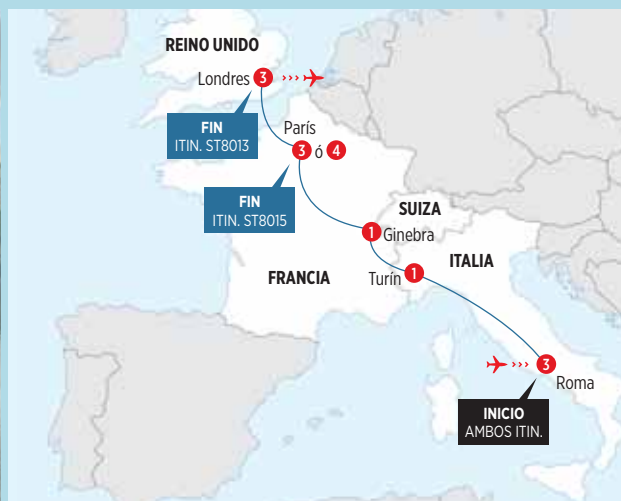 REINO UNIDO
Londres 3
FIN
ITIN. ST8013
París
3 ó 4
FIN
ITIN. ST8015
SUIZA
1 Ginebra
ITALIA
FRANCIA
Turín 1
3
Roma
INICIO
AMBOS ITIN.